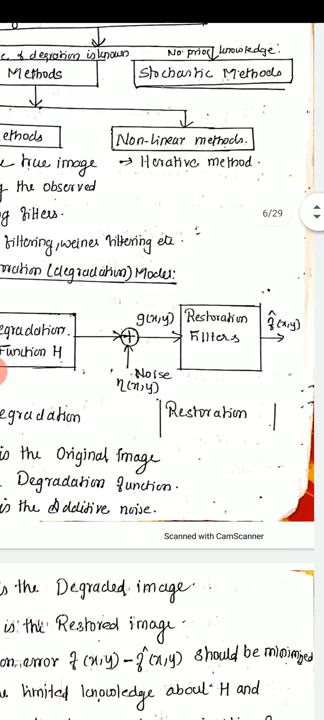 degration is known No prior knowledge:
Methods Stochastic Methods
ethods Non-linear methods.
true image → Iterative method.
the observed
filters.
6/29
filtering, weiner filtering etc
oration (degradation) Model:
g(x,y)
egradation. Restoration f̂(x,y)
Function H + Filters
Noise
η(x,y)
egradation | Restoration |
is the Original Image
Degradation function.
is the Additive noise.
Scanned with CamScanner
s the Degraded image.
is the Restored image.
on error f(x,y)-f^(x,y) should be minimized
limited knowledge about H and